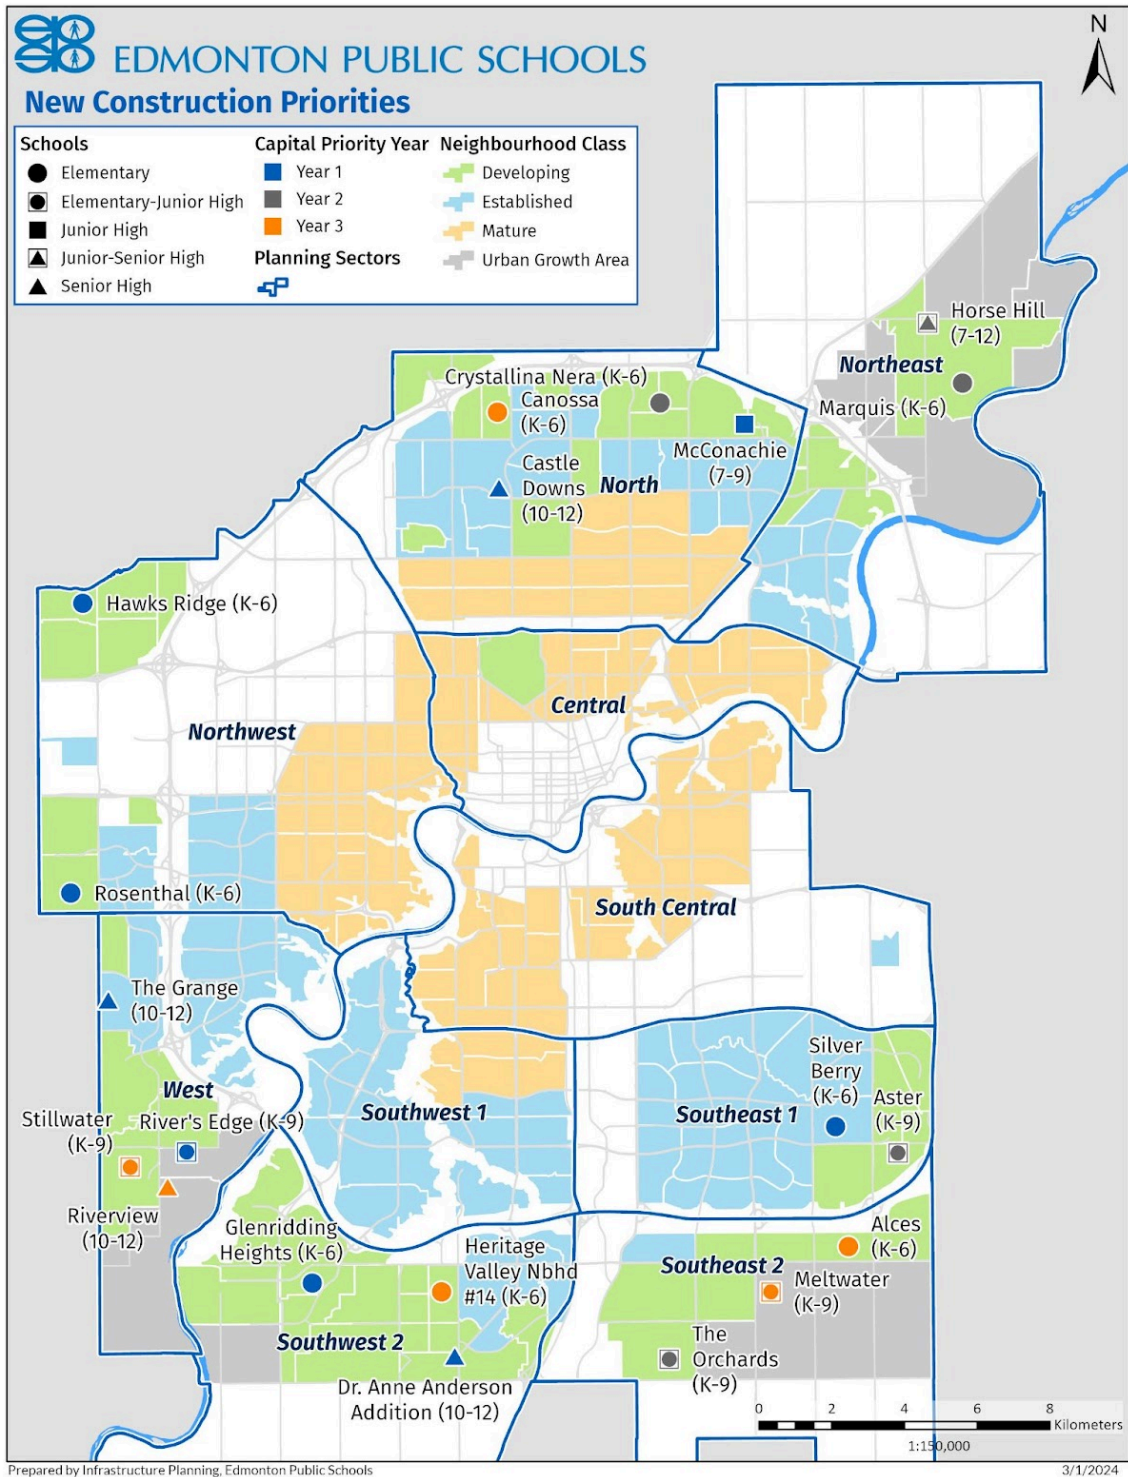 EDMONTON PUBLIC SCHOOLS
New Construction Priorities
N
Schools
Elementary
Elementary-Junior High
Junior High
Junior-Senior High
Senior High
Capital Priority Year
Year 1
Year 2
Year 3
Planning Sectors
Neighbourhood Class
Developing
Established
Mature
Urban Growth Area
Horse Hill
(7-12)
Northeast
Marquis (K-6)
Crystallina Nera (K-6)
Canossa
(K-6)
McConachie
(7-9)
Castle
Downs
(10-12)
North
Hawks Ridge (K-6)
Northwest
Central
Rosenthal (K-6)
South Central
The Grange
(10-12)
West
Stillwater
(K-9)
River's Edge (K-9)
Riverview
(10-12)
Southwest 1
Silver
Berry
(K-6)
Aster
(K-9)
Southeast 1
Glenridding
Heights (K-6)
Heritage
Valley Nbhd
#14 (K-6)
Alces
(K-6)
Southeast 2
Meltwater
(K-9)
Southwest 2
The
Orchards
(K-9)
Dr. Anne Anderson
Addition (10-12)
0 2 4 6 8
Kilometers
1:150,000
Prepared by Infrastructure Planning, Edmonton Public Schools
3/1/2024